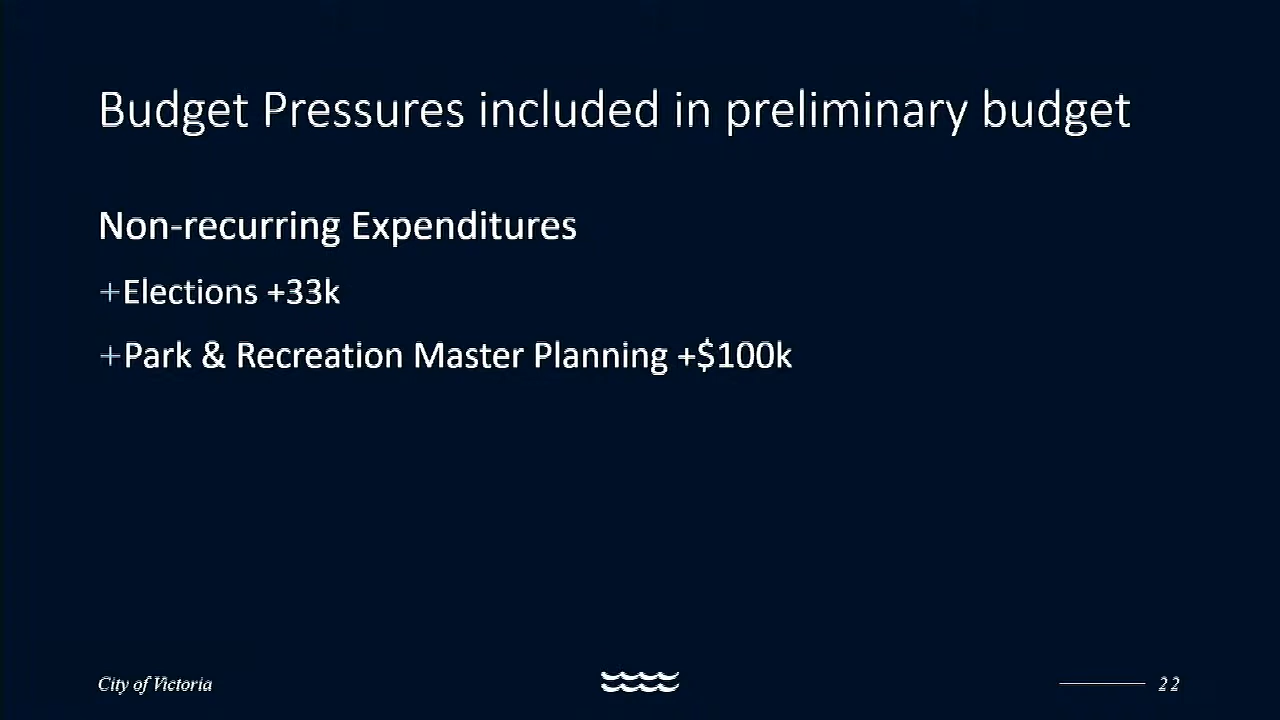 Budget Pressures included in preliminary budget
Non-recurring Expenditures
+Elections +33k
+Park & Recreation Master Planning +$100k
City of Victoria
22